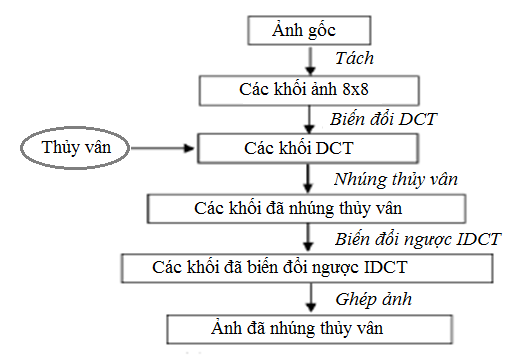 Ảnh gốc
Tách
Các khối ảnh 8x8
Biến đổi DCT
Thủy vân
Các khối DCT
Nhúng thủy vân
Các khối đã nhúng thủy vân
Biến đổi ngược IDCT
Các khối đã biến đổi ngược IDCT
Ghép ảnh
Ảnh đã nhúng thủy vân